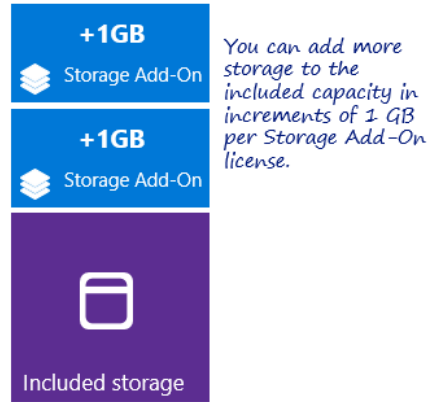 +1GB
Storage Add-On
You can add more
storage to the
included capacity in
increments of 1 GB
per Storage Add-On
license.
+1GB
Storage Add-On
Included storage